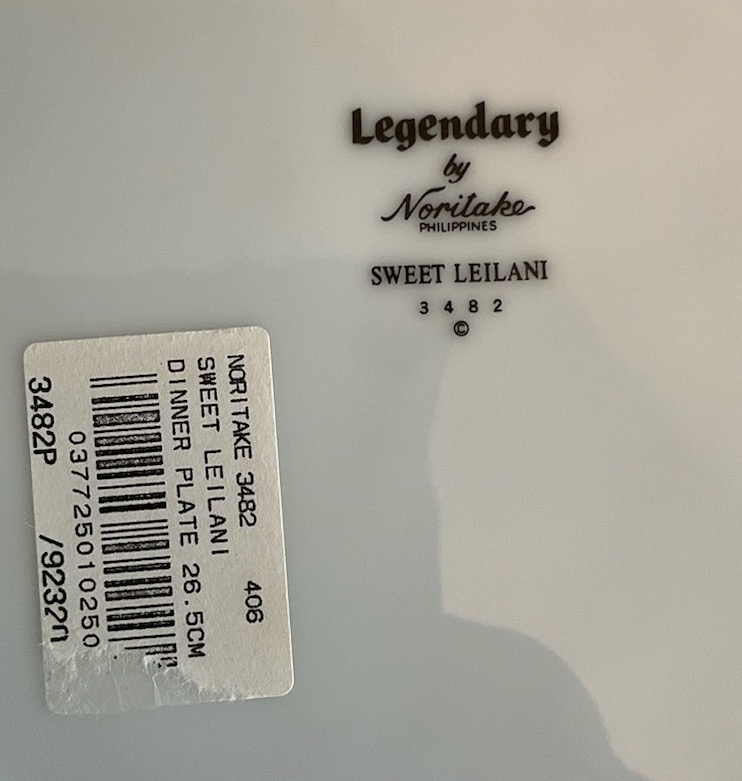 Legendary
by
Noritake
PHILIPPINES
SWEET LEILANI
3 4 8 2
©
NORITAKE 3482 406
SWEET LEILANI
DINNER PLATE 26.5CM
037725010250
3482P